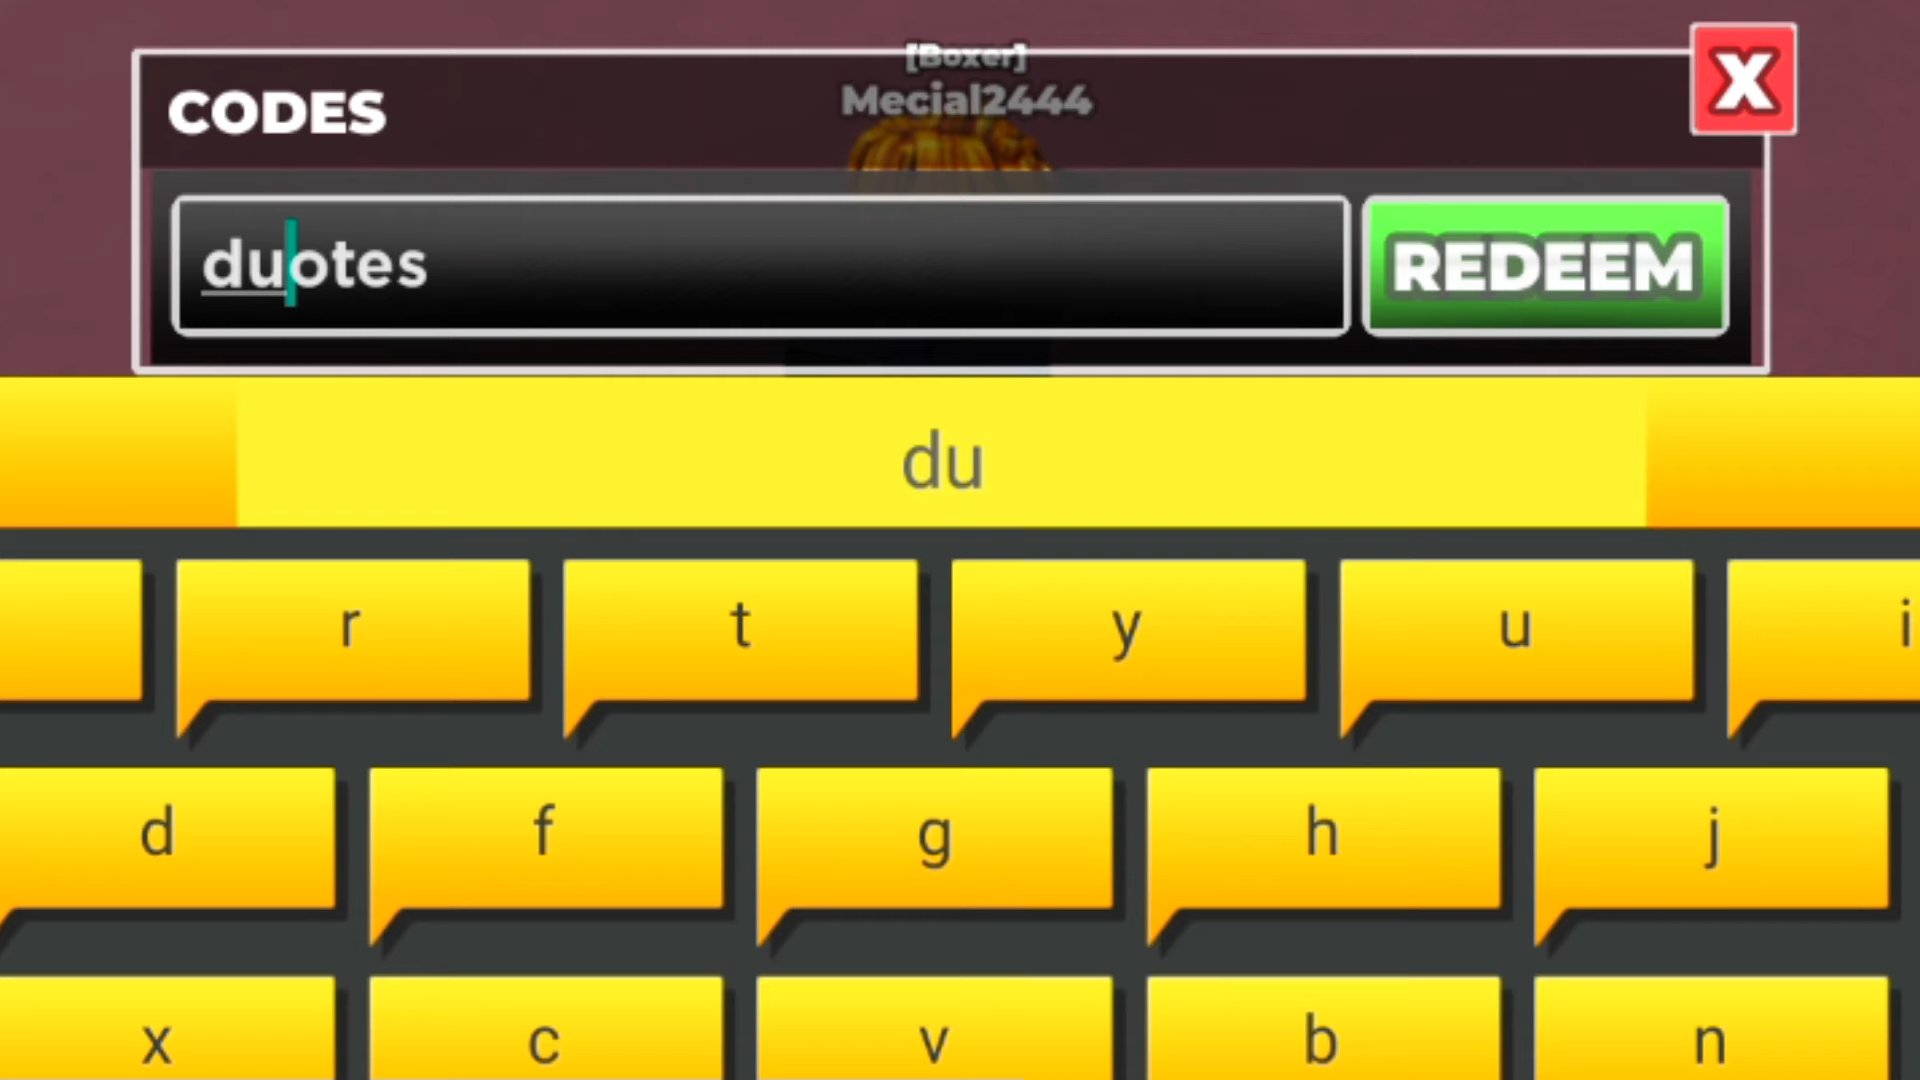 [Boxer]
Mecial2444
CODES
X
duotes
REDEEM
du
r t y u i
d f g h j
x c v b n